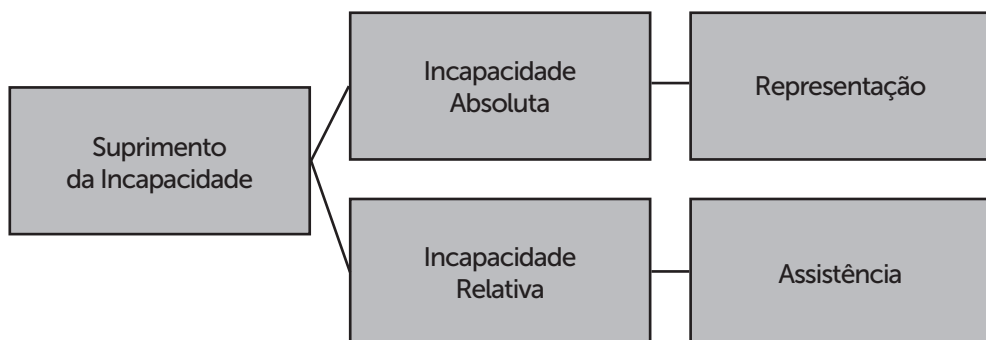 Suprimento
da Incapacidade
Incapacidade
Absoluta
Representação
Incapacidade
Relativa
Assistência